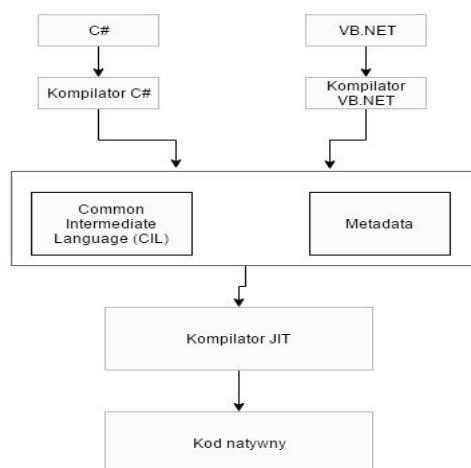 C#
VB.NET
Kompilator C#
Kompilator
VB.NET
Common
Intermediate
Language (CIL)
Metadata
Kompilator JIT
Kod natywny